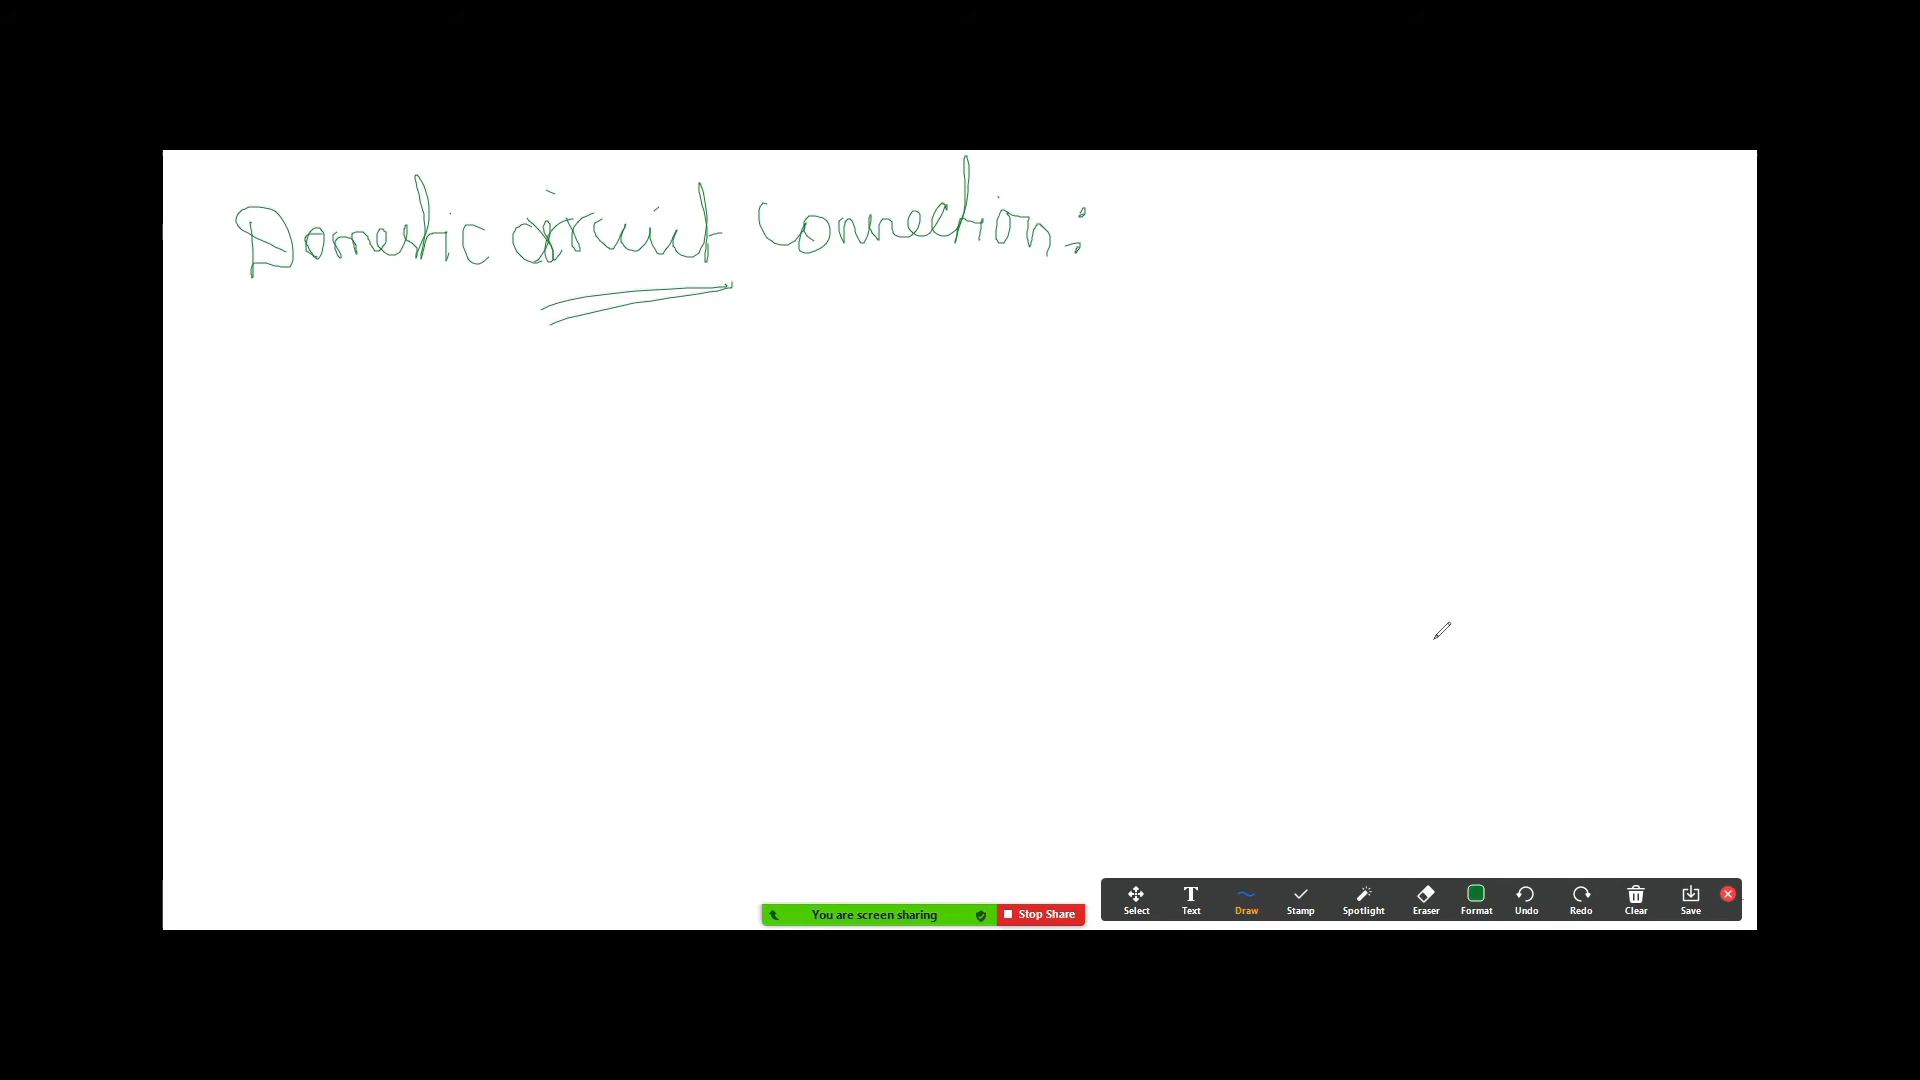 Domestic circuit connection:
You are screen sharing Stop Share
Select Text Draw Stamp Spotlight Eraser Format Undo Redo Clear Save